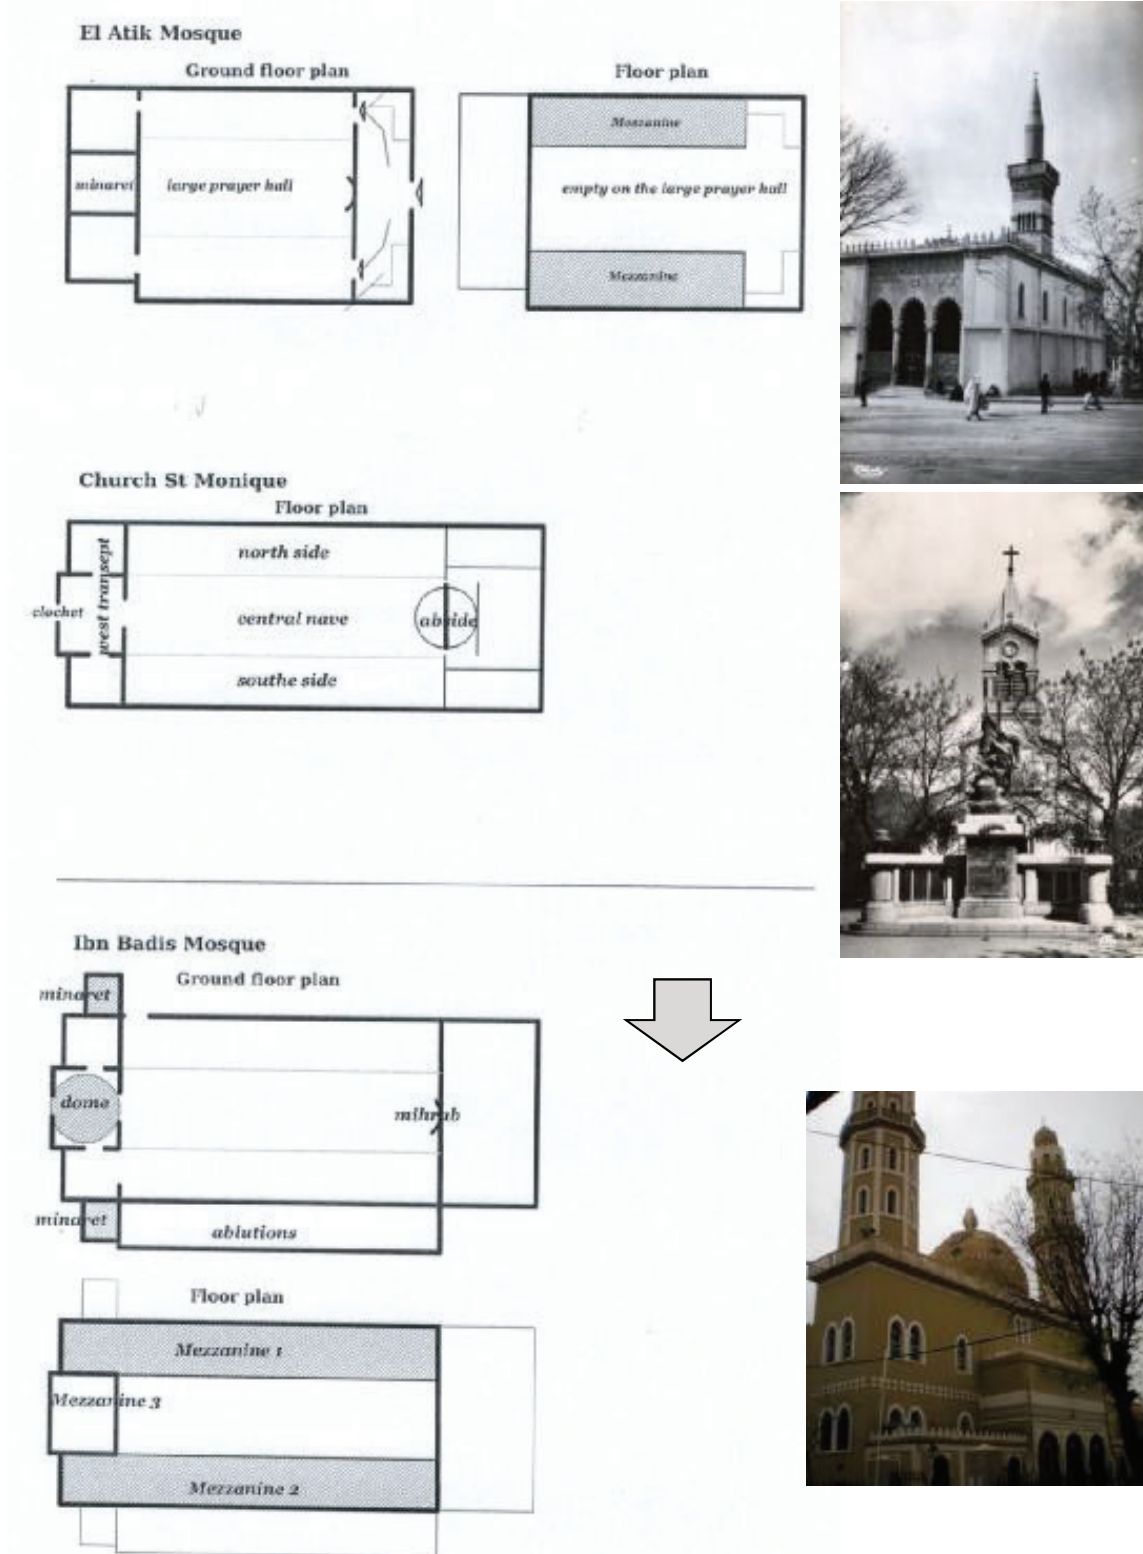 El Atik Mosque
Ground floor plan
Floor plan
minaret
large prayer hall
Mezzanine
empty on the large prayer hall
Mezzanine
Church St Monique
Floor plan
north side
west transept
clochet
central nave
abside
southe side
Ibn Badis Mosque
Ground floor plan
minaret
dome
mihrab
minaret
ablutions
Floor plan
Mezzanine 1
Mezzanine 3
Mezzanine 2